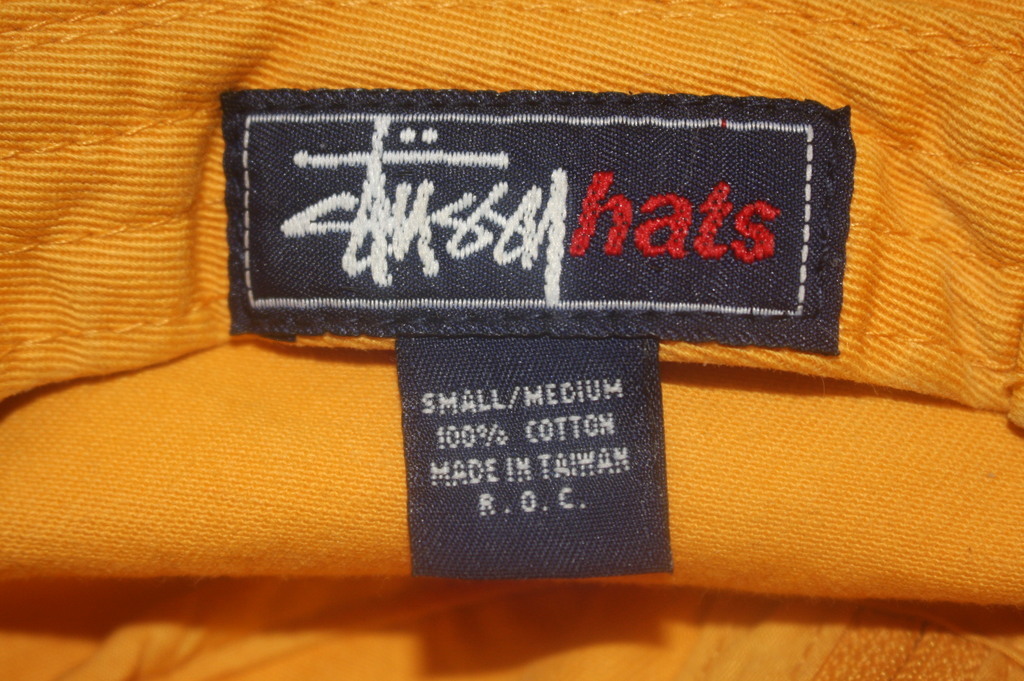 Stüssy hats
SMALL/MEDIUM
100% COTTON
MADE IN TAIWAN
R.O.C.